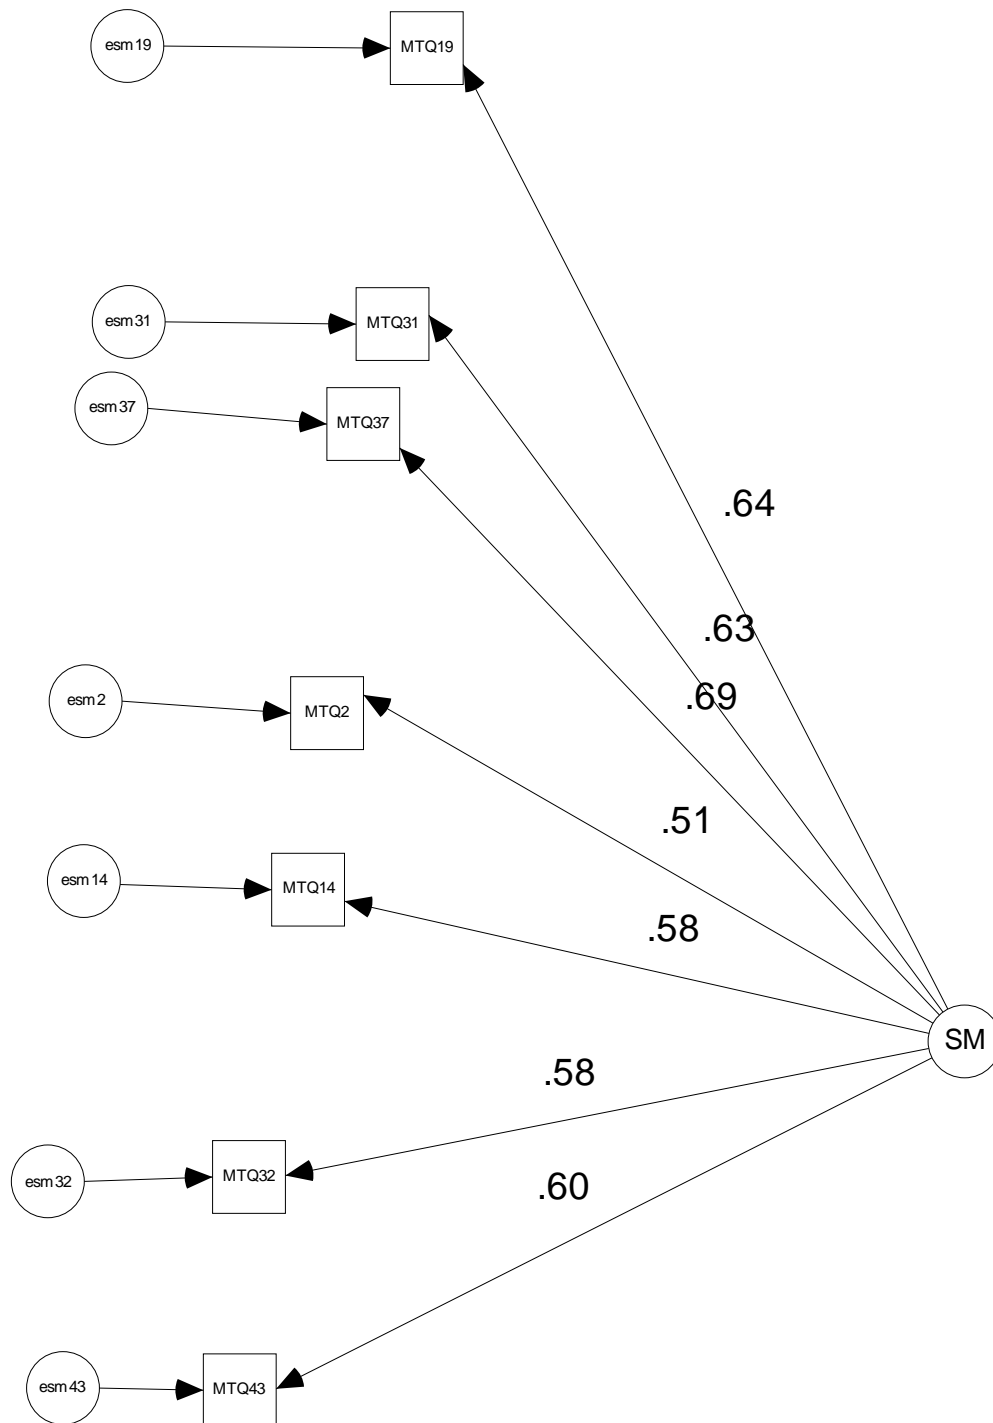 esm19
MTQ19
esm31
MTQ31
esm37
MTQ37
.64
.63
.69
esm2
MTQ2
.51
esm14
MTQ14
.58
SM
.58
esm32
MTQ32
.60
esm43
MTQ43